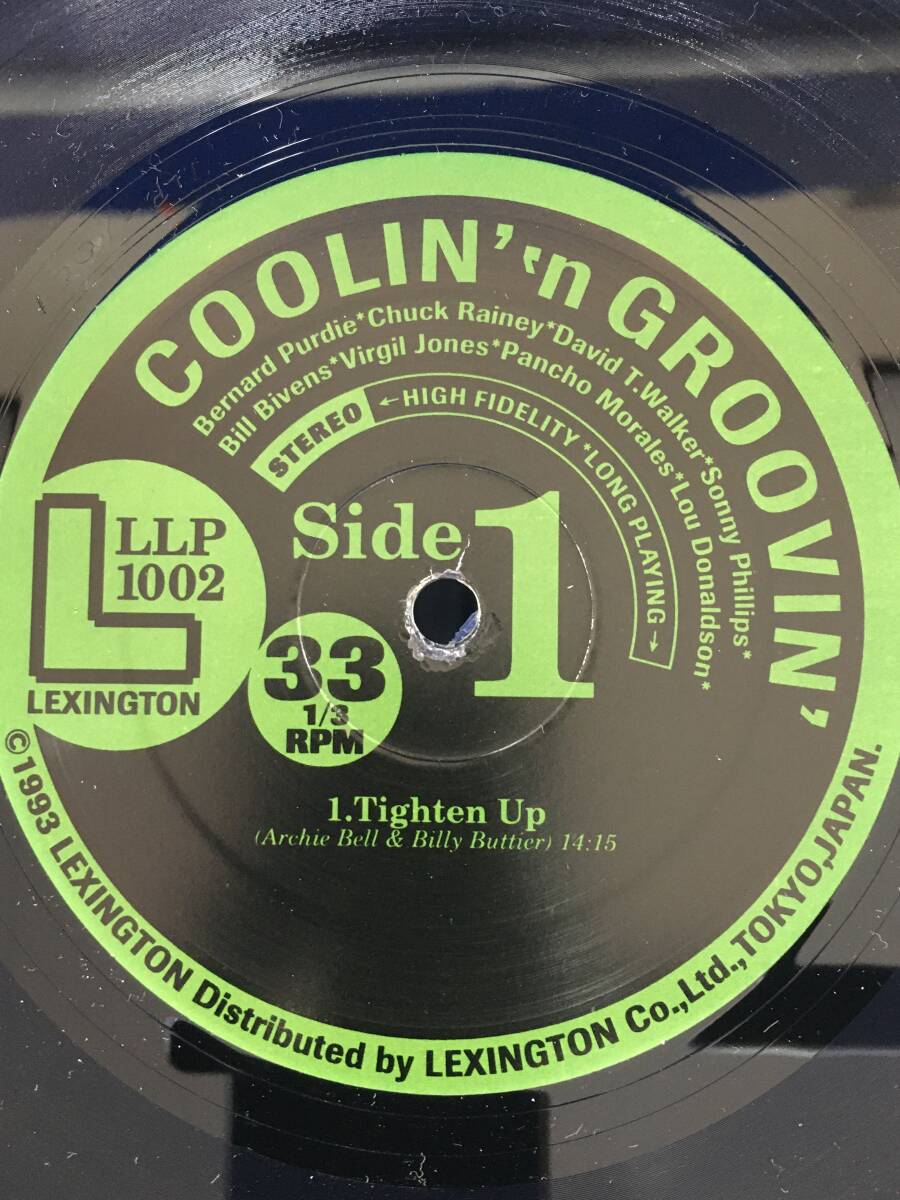 COOLIN' 'n GROOVIN'
Bernard Purdie*Chuck Rainey*David T.Walker*Sonny Phillips*
Bill Bivens*Virgil Jones*Pancho Morales*Lou Donaldson*
STEREO ←HIGH FIDELITY*LONG PLAYING→
Side 1
LLP
1002
L
LEXINGTON
33
1/3
RPM
1.Tighten Up
(Archie Bell & Billy Buttier) 14:15
©1993 LEXINGTON Distributed by LEXINGTON Co.,Ltd.,TOKYO,JAPAN.